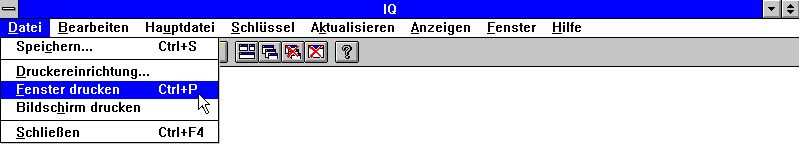 IQ
Datei Bearbeiten Hauptdatei Schlüssel Aktualisieren Anzeigen Fenster Hilfe
Speichern... Ctrl+S
Druckereinrichtung...
Fenster drucken Ctrl+P
Bildschirm drucken
Schließen Ctrl+F4
?